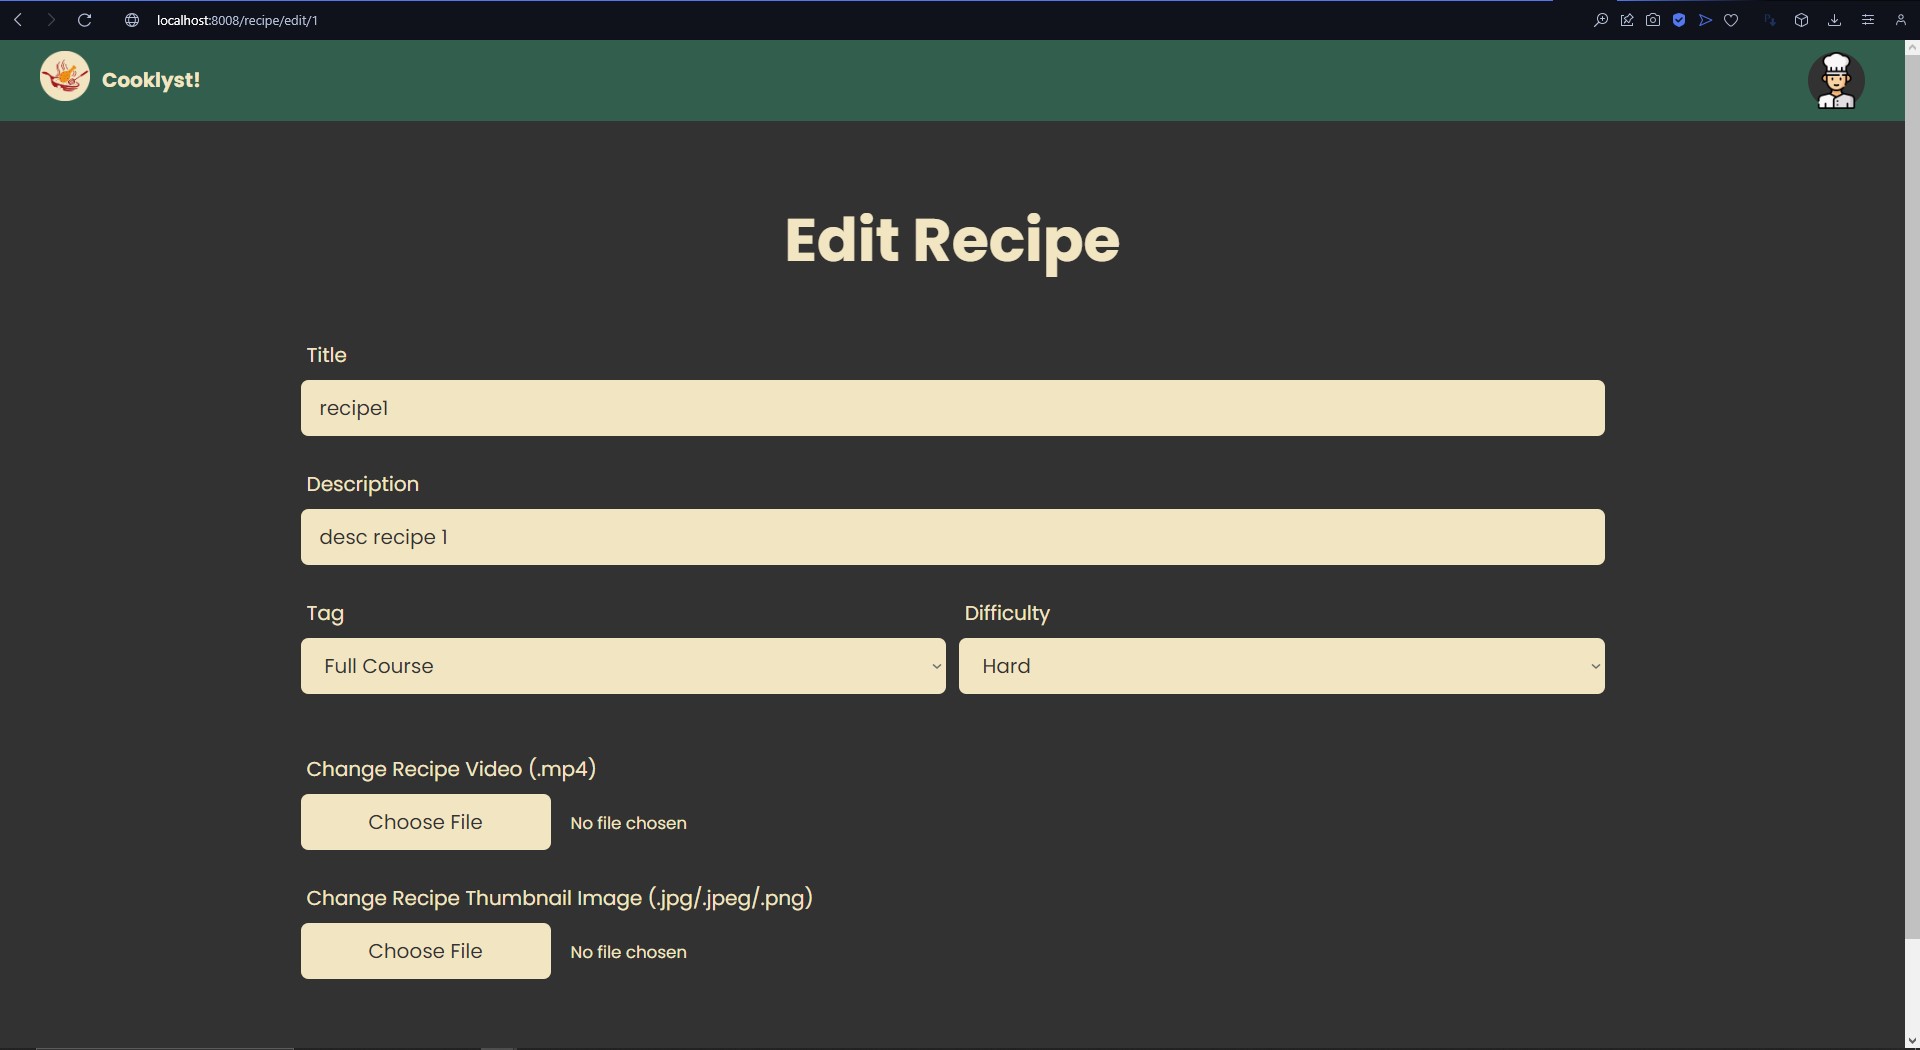 localhost:8008/recipe/edit/1
Cooklyst!
Edit Recipe
Title
recipe1
Description
desc recipe 1
Tag
Difficulty
Full Course
Hard
Change Recipe Video (.mp4)
Choose File
No file chosen
Change Recipe Thumbnail Image (.jpg/.jpeg/.png)
Choose File
No file chosen